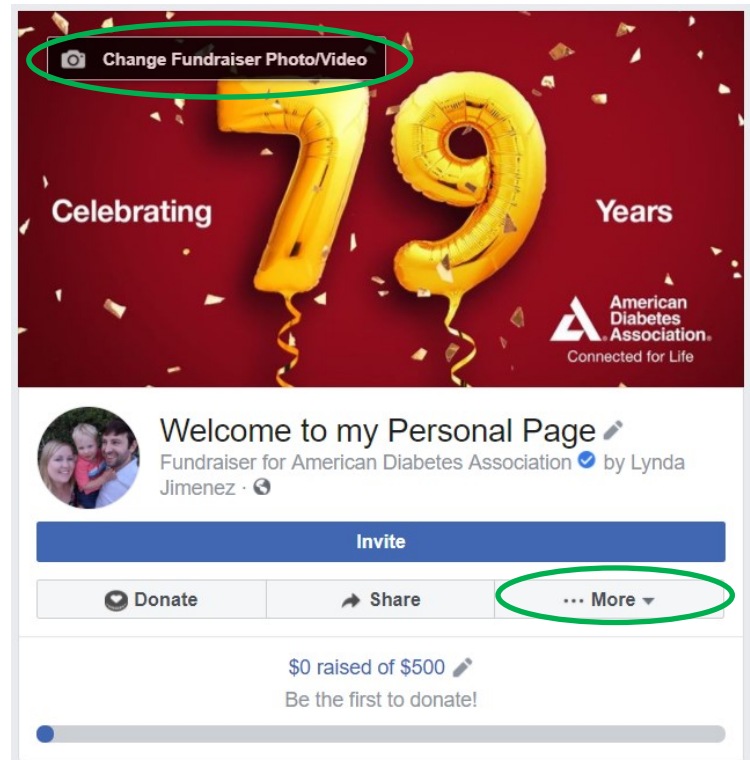 Change Fundraiser Photo/Video
79
Celebrating
Years
American
Diabetes
Association.
Connected for Life
Welcome to my Personal Page
Fundraiser for American Diabetes Association by Lynda
Jimenez ·
Invite
Donate
Share
··· More
$0 raised of $500
Be the first to donate!